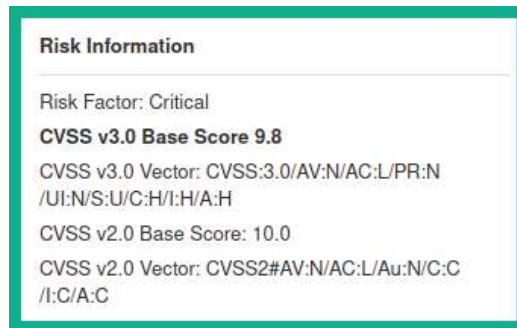 Risk Information
Risk Factor: Critical
CVSS v3.0 Base Score 9.8
CVSS v3.0 Vector: CVSS:3.0/AV:N/AC:L/PR:N
/UI:N/S:U/C:H/I:H/A:H
CVSS v2.0 Base Score: 10.0
CVSS v2.0 Vector: CVSS2#AV:N/AC:L/Au:N/C:C
/I:C/A:C